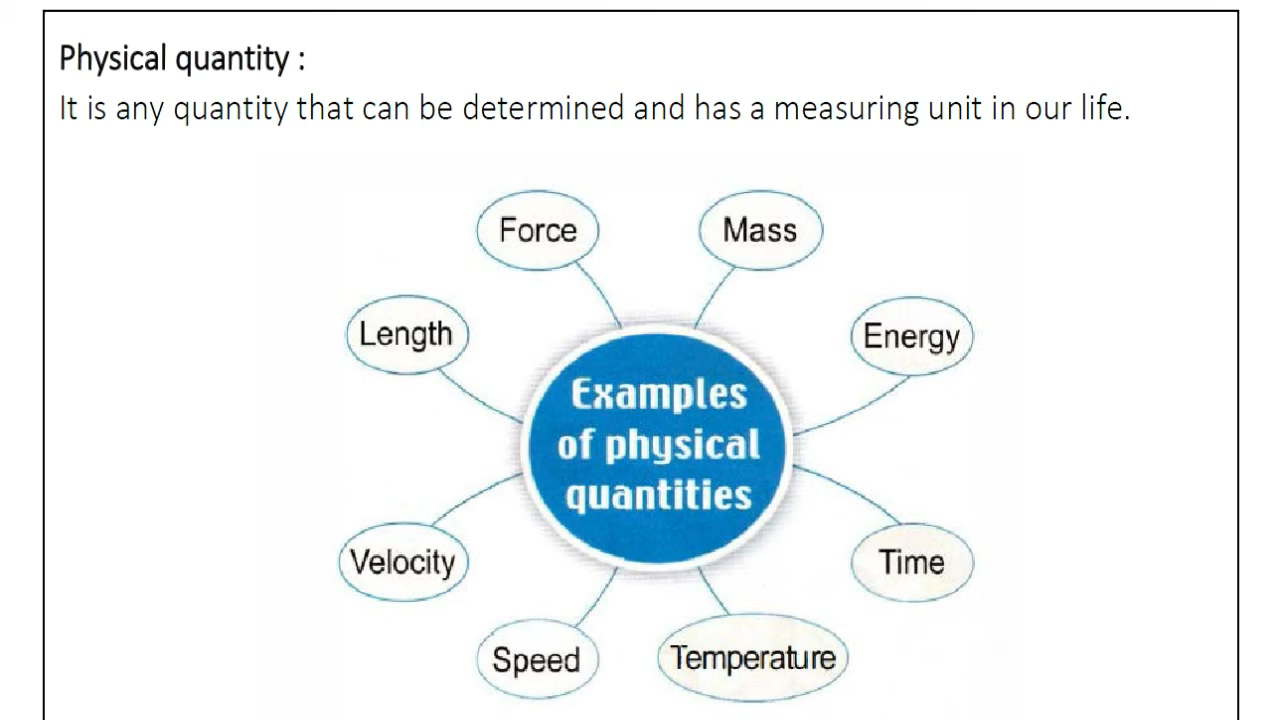 Physical quantity :
It is any quantity that can be determined and has a measuring unit in our life.
Force
Mass
Length
Energy
Examples
of physical
quantities
Velocity
Time
Speed
Temperature